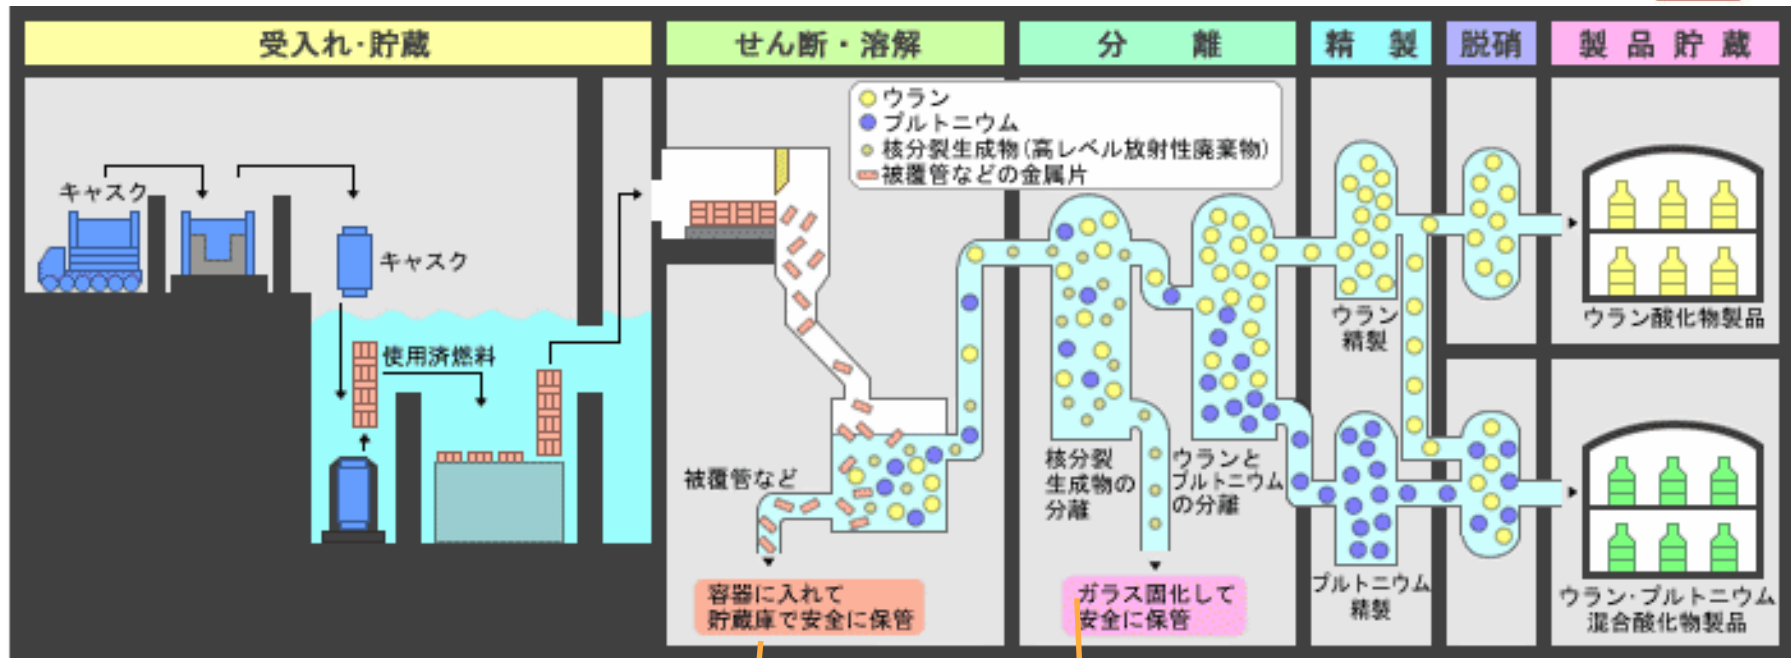 受入れ・貯蔵
せん断・溶解
分離
精製
脱硝
製品貯蔵
ウラン
プルトニウム
核分裂生成物(高レベル放射性廃棄物)
被覆管などの金属片
キャスク
キャスク
使用済燃料
被覆管など
容器に入れて
貯蔵庫で安全に保管
核分裂
生成物の
分離
ウランと
プルトニウム
の分離
ガラス固化して
安全に保管
ウラン
精製
プルトニウム
精製
ウラン酸化物製品
ウラン・プルトニウム
混合酸化物製品